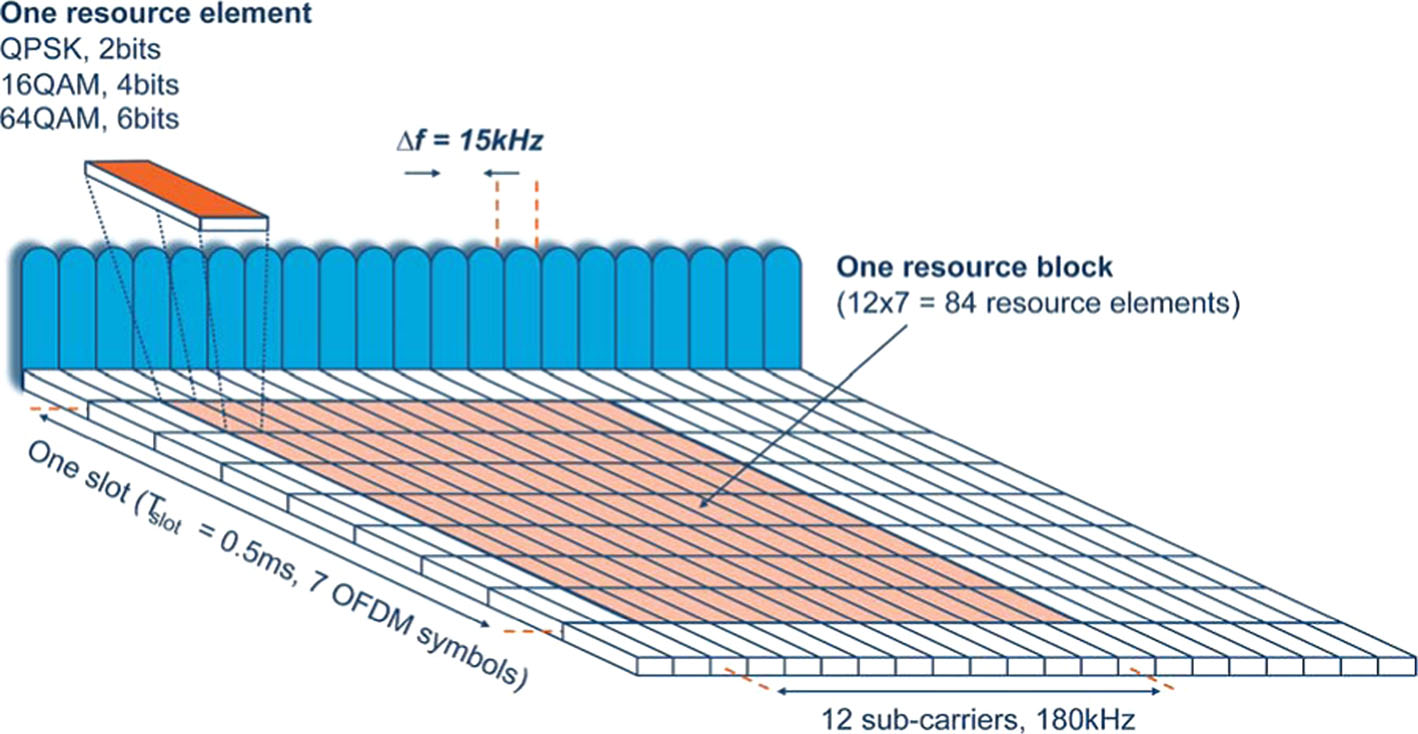 One resource element
QPSK, 2bits
16QAM, 4bits
64QAM, 6bits
Δf = 15kHz
One resource block
(12x7 = 84 resource elements)
One slot (Tslot = 0.5ms, 7 OFDM symbols)
12 sub-carriers, 180kHz